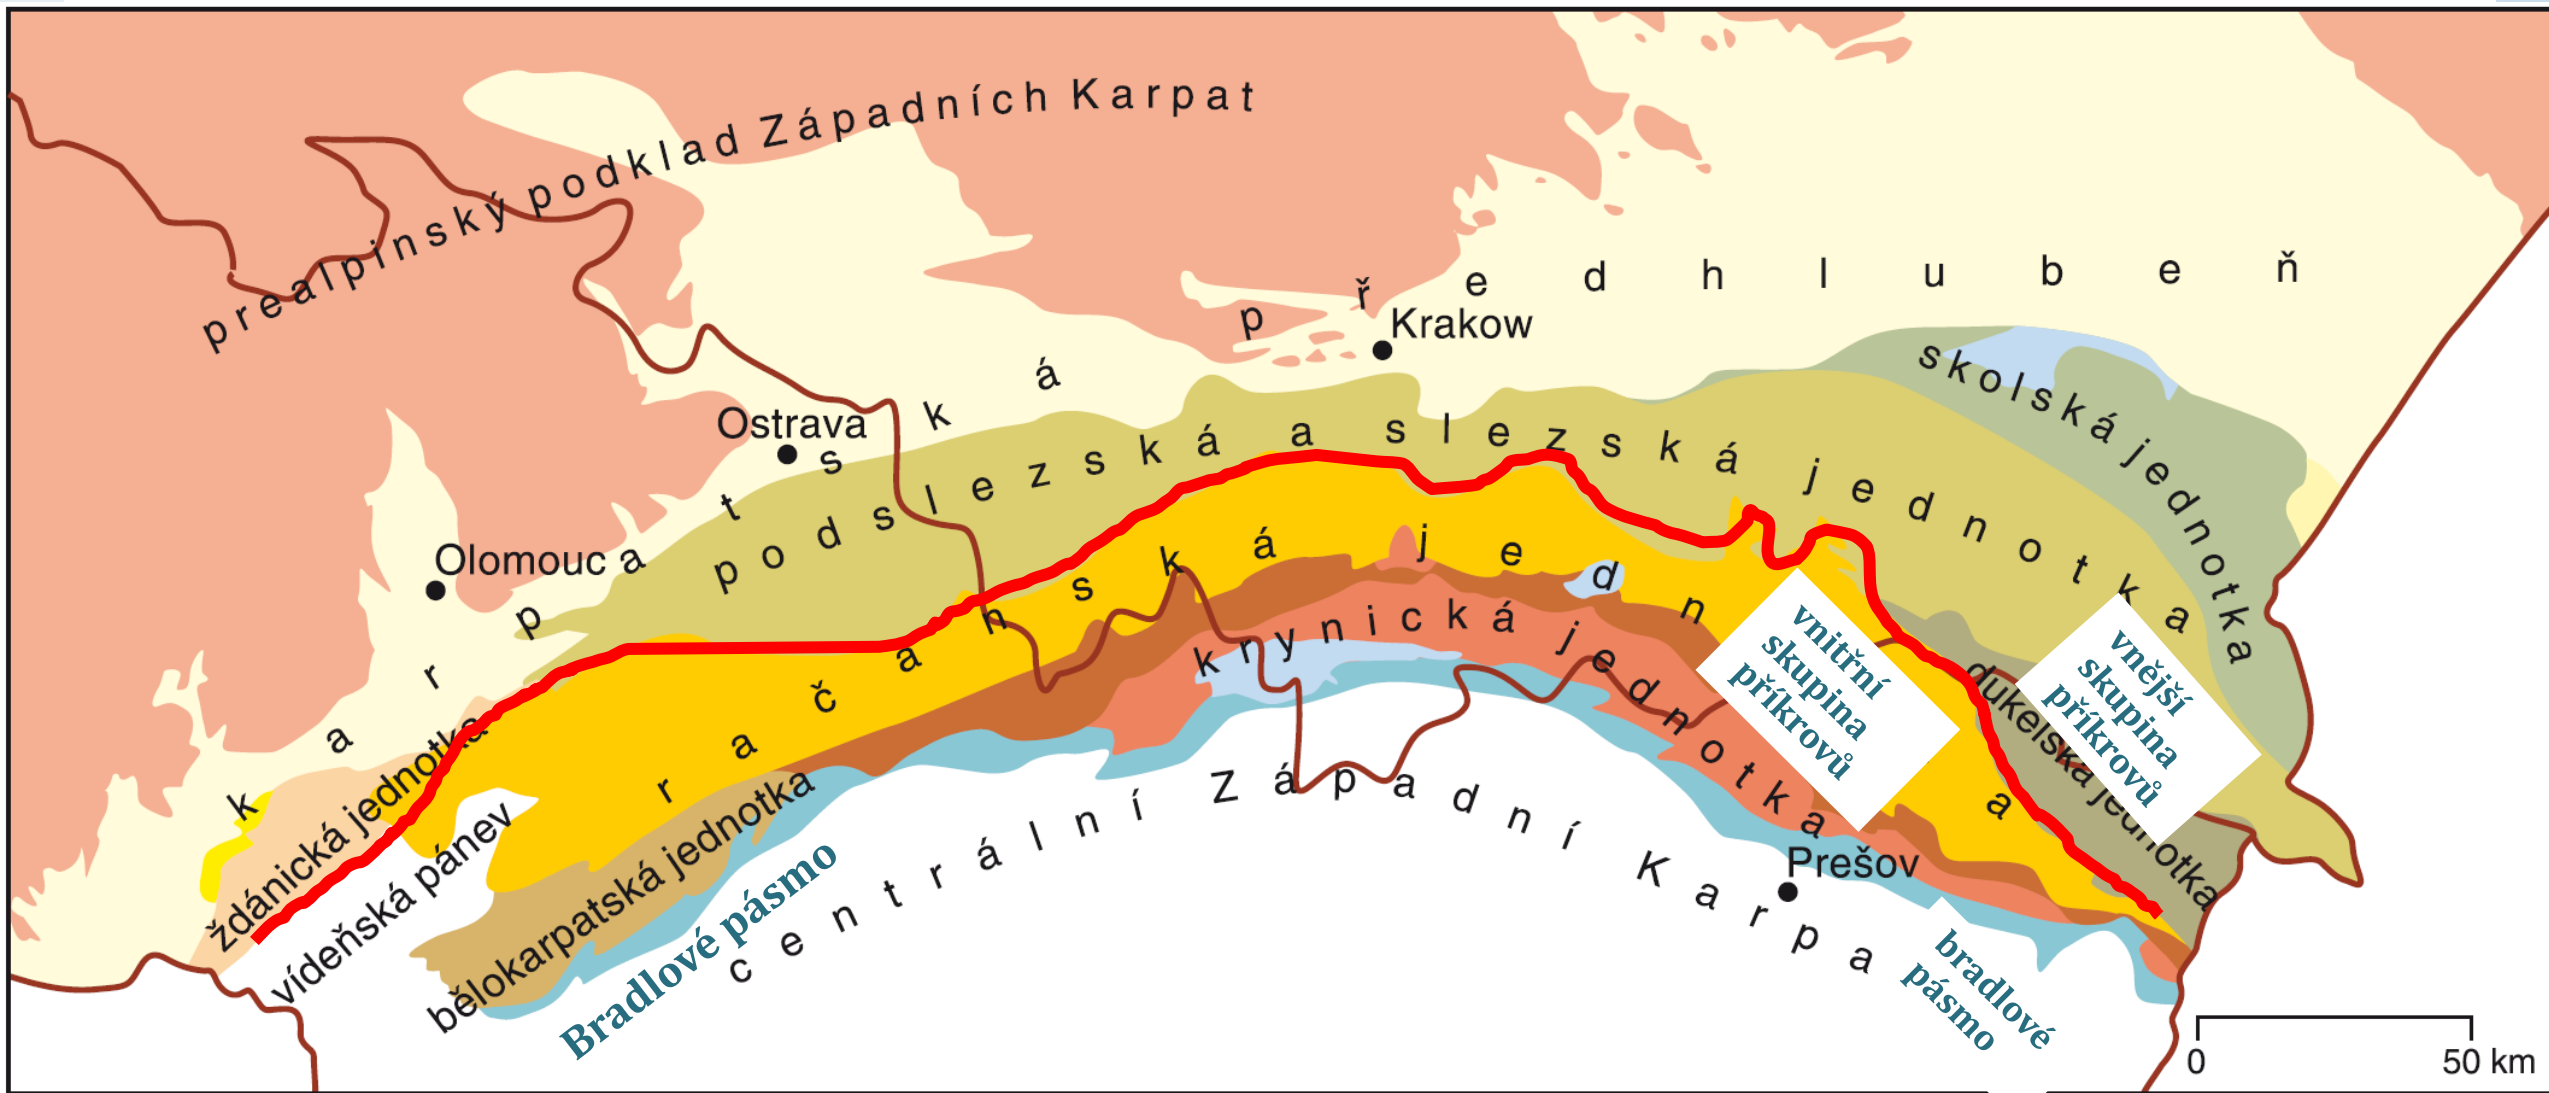 prealpinský podklad Západních Karpat
karpatská předhlubeň
Krakow
skolská jednotka
Ostrava
podslezská a slezská jednotka
Olomouc
račanská jednotka
krynická jednotka
vnitřní
skupina
příkrovů
vnější
skupina
příkrovů
dukelská jednotka
ždánická jednotka
vídeňská pánev
bělokarpatská jednotka
Bradlové pásmo
centrální Západní Karpa
Prešov
bradlové
pásmo
0 50 km